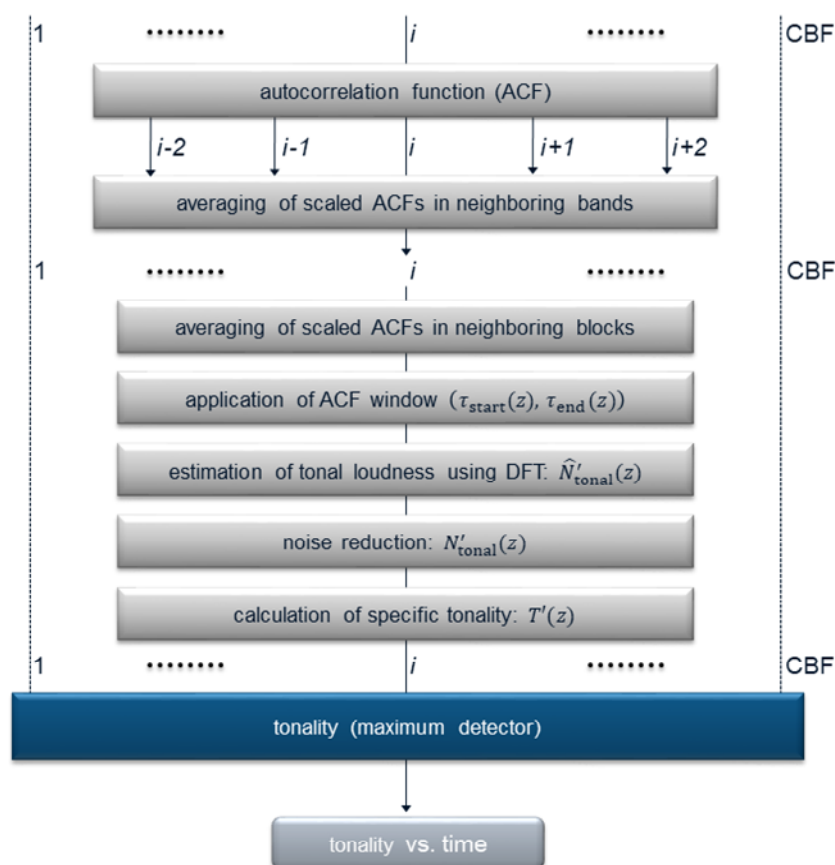 1 ········ i ········ CBF
autocorrelation function (ACF)
i-2 i-1 i i+1 i+2
averaging of scaled ACFs in neighboring bands
1 ········ i ········ CBF
averaging of scaled ACFs in neighboring blocks
application of ACF window (τstart(z), τend(z))
estimation of tonal loudness using DFT: N̂′tonal(z)
noise reduction: N′tonal(z)
calculation of specific tonality: T′(z)
1 ········ i ········ CBF
tonality (maximum detector)
tonality vs. time